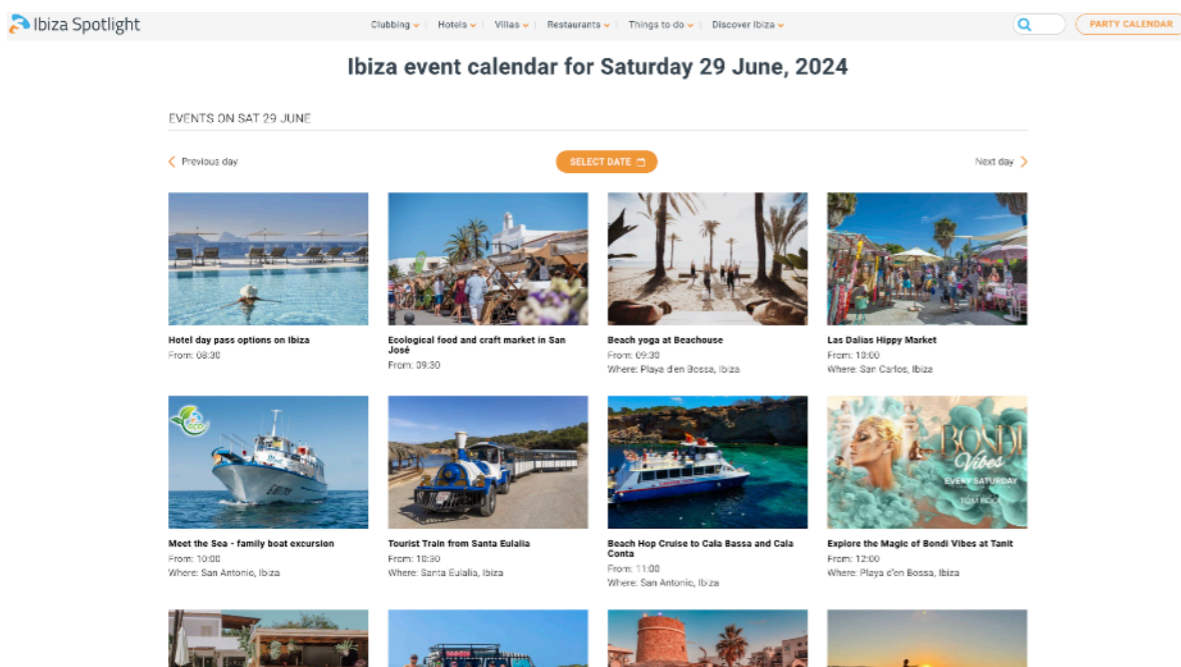 Ibiza Spotlight
Clubbing
Hotels
Villas
Restaurants
Things to do
Discover Ibiza
PARTY CALENDAR
Ibiza event calendar for Saturday 29 June, 2024
EVENTS ON SAT 29 JUNE
Previous day
SELECT DATE
Next day
Hotel day pass options on Ibiza
From: 08:30
Ecological food and craft market in San
José
From: 09:30
Beach yoga at Beachouse
From: 09:30
Where: Playa d'en Bossa, Ibiza
Las Dalias Hippy Market
From: 10:00
Where: San Carlos, Ibiza
eco
BONDI
Vibes
EVERY SATURDAY
Meet the Sea - family boat excursion
From: 10:00
Where: San Antonio, Ibiza
Tourist Train from Santa Eulalia
From: 10:30
Where: Santa Eulalia, Ibiza
Beach Hop Cruise to Cala Bassa and Cala
Conta
From: 11:00
Where: San Antonio, Ibiza
Explore the Magic of Bondi Vibes at Tanit
From: 12:00
Where: Playa d'en Bossa, Ibiza